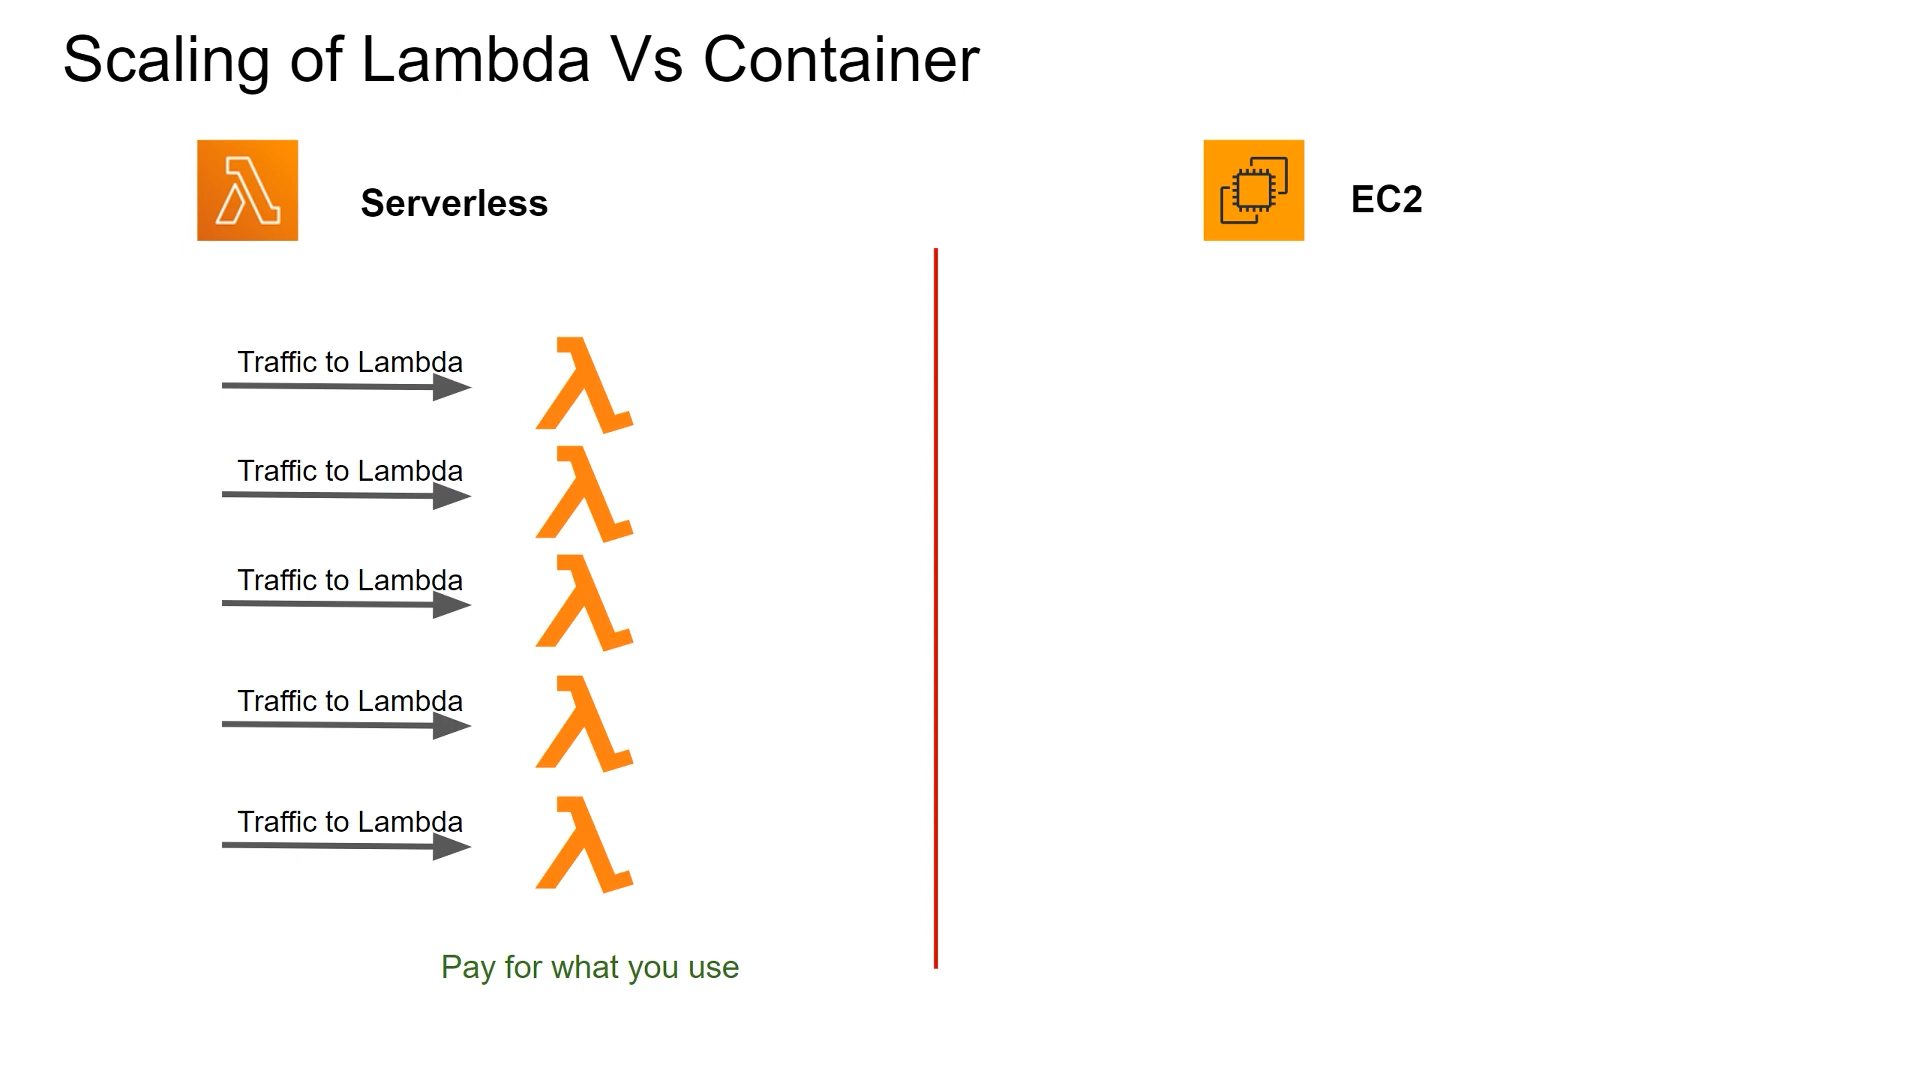 Scaling of Lambda Vs Container
Serverless
EC2
Traffic to Lambda
Traffic to Lambda
Traffic to Lambda
Traffic to Lambda
Traffic to Lambda
Pay for what you use